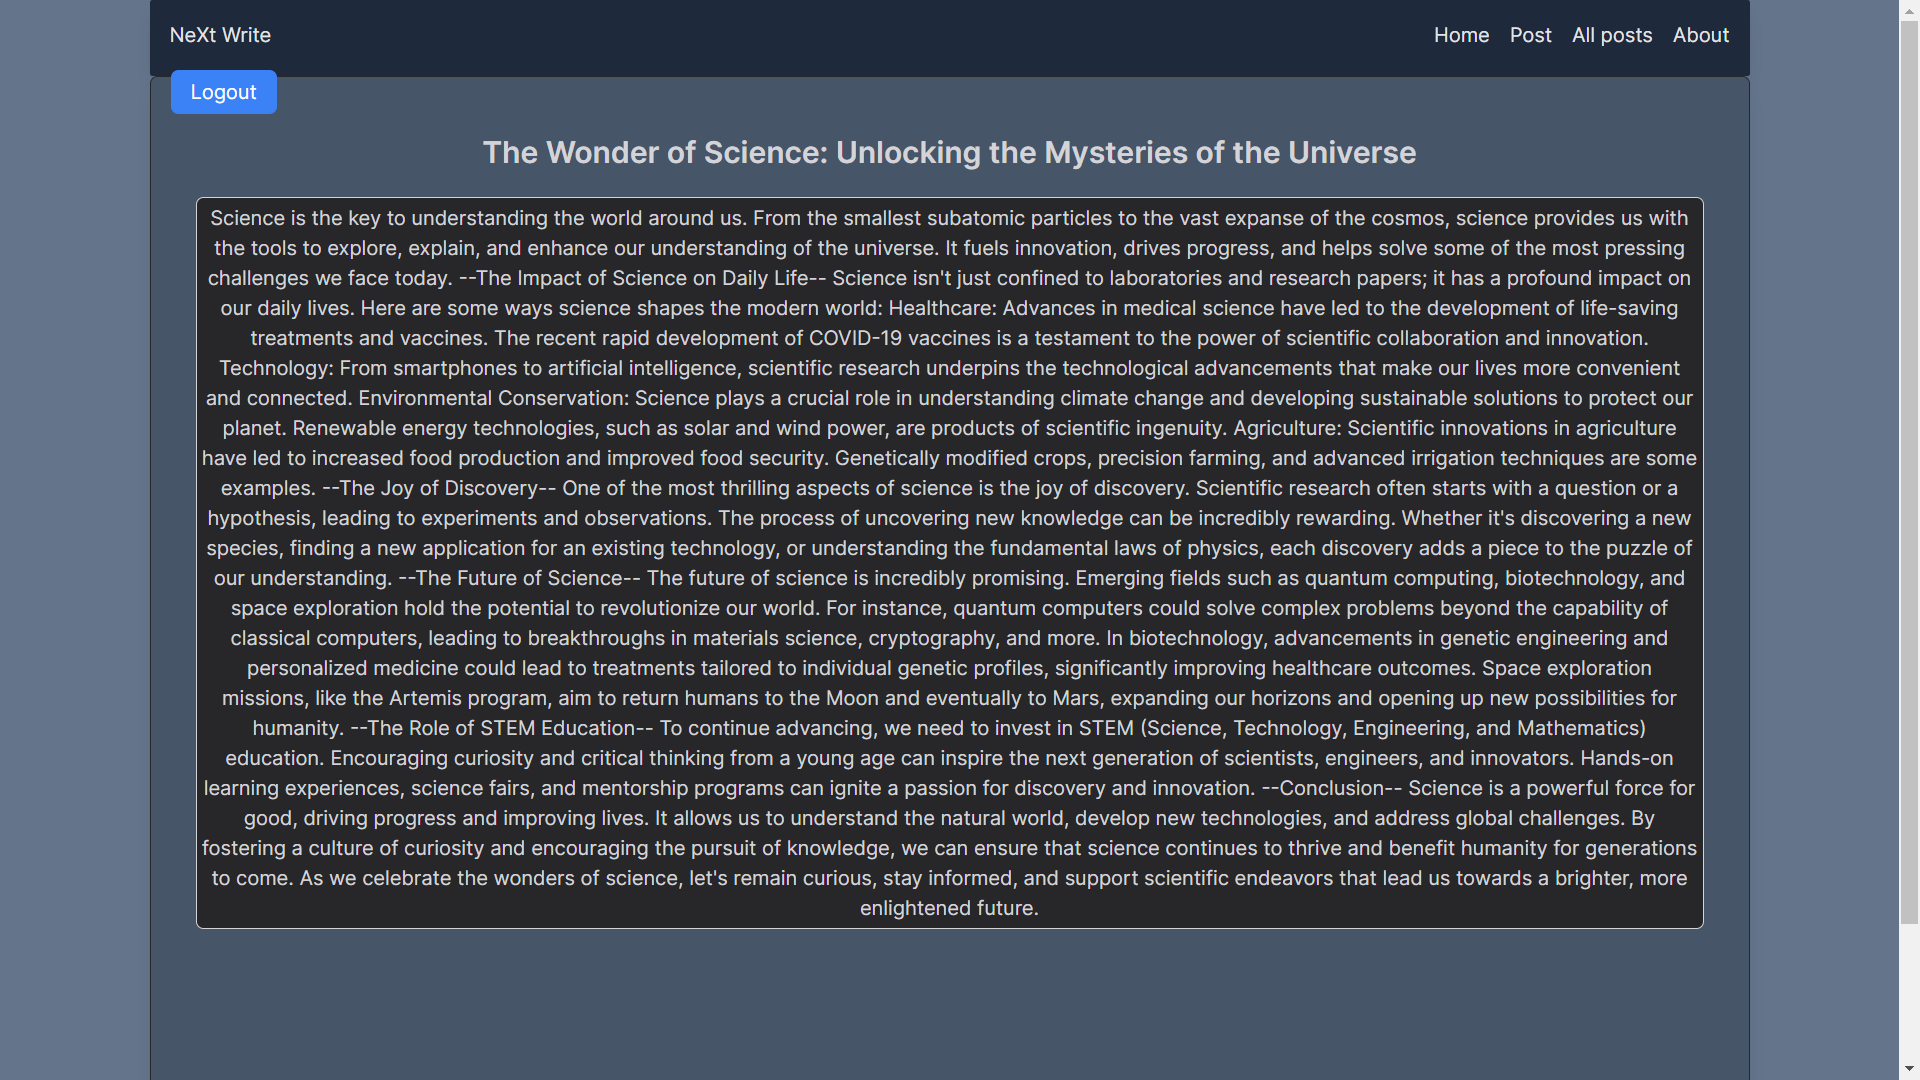 NeXt Write
Home Post All posts About
Logout
The Wonder of Science: Unlocking the Mysteries of the Universe
Science is the key to understanding the world around us. From the smallest subatomic particles to the vast expanse of the cosmos, science provides us with
the tools to explore, explain, and enhance our understanding of the universe. It fuels innovation, drives progress, and helps solve some of the most pressing
challenges we face today. --The Impact of Science on Daily Life-- Science isn't just confined to laboratories and research papers; it has a profound impact on
our daily lives. Here are some ways science shapes the modern world: Healthcare: Advances in medical science have led to the development of life-saving
treatments and vaccines. The recent rapid development of COVID-19 vaccines is a testament to the power of scientific collaboration and innovation.
Technology: From smartphones to artificial intelligence, scientific research underpins the technological advancements that make our lives more convenient
and connected. Environmental Conservation: Science plays a crucial role in understanding climate change and developing sustainable solutions to protect our
planet. Renewable energy technologies, such as solar and wind power, are products of scientific ingenuity. Agriculture: Scientific innovations in agriculture
have led to increased food production and improved food security. Genetically modified crops, precision farming, and advanced irrigation techniques are some
examples. --The Joy of Discovery-- One of the most thrilling aspects of science is the joy of discovery. Scientific research often starts with a question or a
hypothesis, leading to experiments and observations. The process of uncovering new knowledge can be incredibly rewarding. Whether it's discovering a new
species, finding a new application for an existing technology, or understanding the fundamental laws of physics, each discovery adds a piece to the puzzle of
our understanding. --The Future of Science-- The future of science is incredibly promising. Emerging fields such as quantum computing, biotechnology, and
space exploration hold the potential to revolutionize our world. For instance, quantum computers could solve complex problems beyond the capability of
classical computers, leading to breakthroughs in materials science, cryptography, and more. In biotechnology, advancements in genetic engineering and
personalized medicine could lead to treatments tailored to individual genetic profiles, significantly improving healthcare outcomes. Space exploration
missions, like the Artemis program, aim to return humans to the Moon and eventually to Mars, expanding our horizons and opening up new possibilities for
humanity. --The Role of STEM Education-- To continue advancing, we need to invest in STEM (Science, Technology, Engineering, and Mathematics)
education. Encouraging curiosity and critical thinking from a young age can inspire the next generation of scientists, engineers, and innovators. Hands-on
learning experiences, science fairs, and mentorship programs can ignite a passion for discovery and innovation. --Conclusion-- Science is a powerful force for
good, driving progress and improving lives. It allows us to understand the natural world, develop new technologies, and address global challenges. By
fostering a culture of curiosity and encouraging the pursuit of knowledge, we can ensure that science continues to thrive and benefit humanity for generations
to come. As we celebrate the wonders of science, let's remain curious, stay informed, and support scientific endeavors that lead us towards a brighter, more
enlightened future.